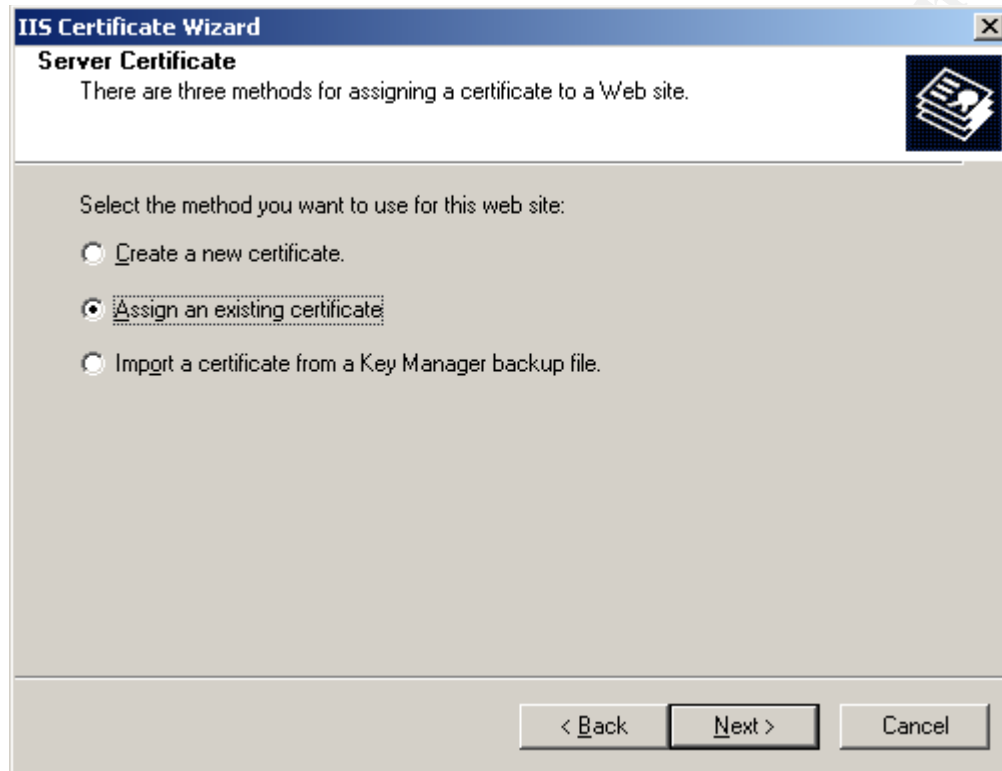 IIS Certificate Wizard
Server Certificate
There are three methods for assigning a certificate to a Web site.
Select the method you want to use for this web site:
Create a new certificate.
Assign an existing certificate
Import a certificate from a Key Manager backup file.
< Back Next > Cancel